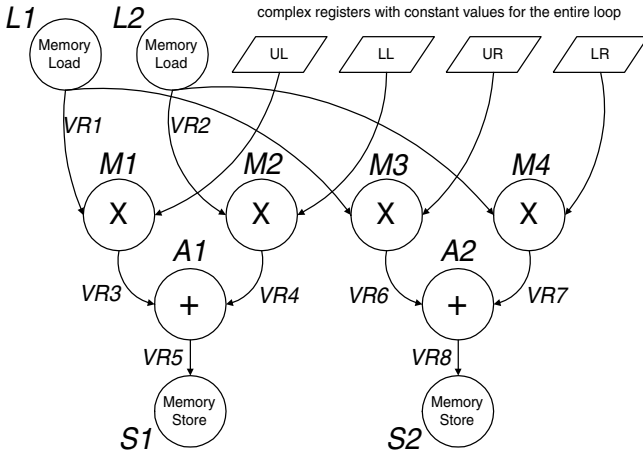 complex registers with constant values for the entire loop
L1
L2
Memory
Load
Memory
Load
UL
LL
UR
LR
VR1
VR2
M1
M2
M3
M4
X
X
X
X
A1
A2
VR3
VR4
VR6
VR7
+
+
VR5
VR8
Memory
Store
Memory
Store
S1
S2